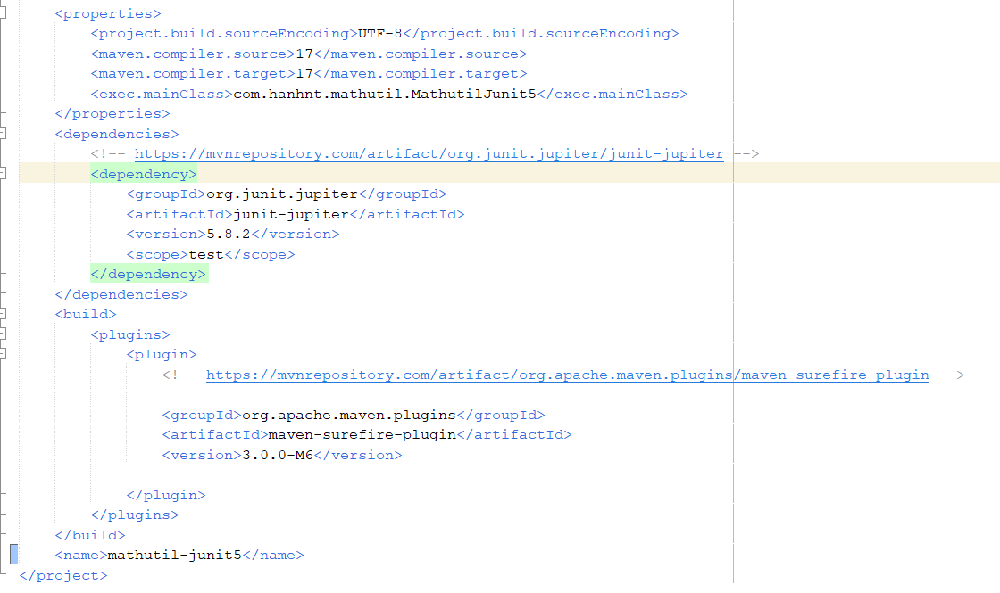 <properties>
<project.build.sourceEncoding>UTF-8</project.build.sourceEncoding>
<maven.compiler.source>17</maven.compiler.source>
<maven.compiler.target>17</maven.compiler.target>
<exec.mainClass>com.hanhnt.mathutil.MathutilJunit5</exec.mainClass>
</properties>
<dependencies>
<!-- https://mvnrepository.com/artifact/org.junit.jupiter/junit-jupiter -->
<dependency>
<groupId>org.junit.jupiter</groupId>
<artifactId>junit-jupiter</artifactId>
<version>5.8.2</version>
<scope>test</scope>
</dependency>
</dependencies>
<build>
<plugins>
<plugin>
<!-- https://mvnrepository.com/artifact/org.apache.maven.plugins/maven-surefire-plugin -->
<groupId>org.apache.maven.plugins</groupId>
<artifactId>maven-surefire-plugin</artifactId>
<version>3.0.0-M6</version>
</plugin>
</plugins>
</build>
<name>mathutil-junit5</name>
</project>